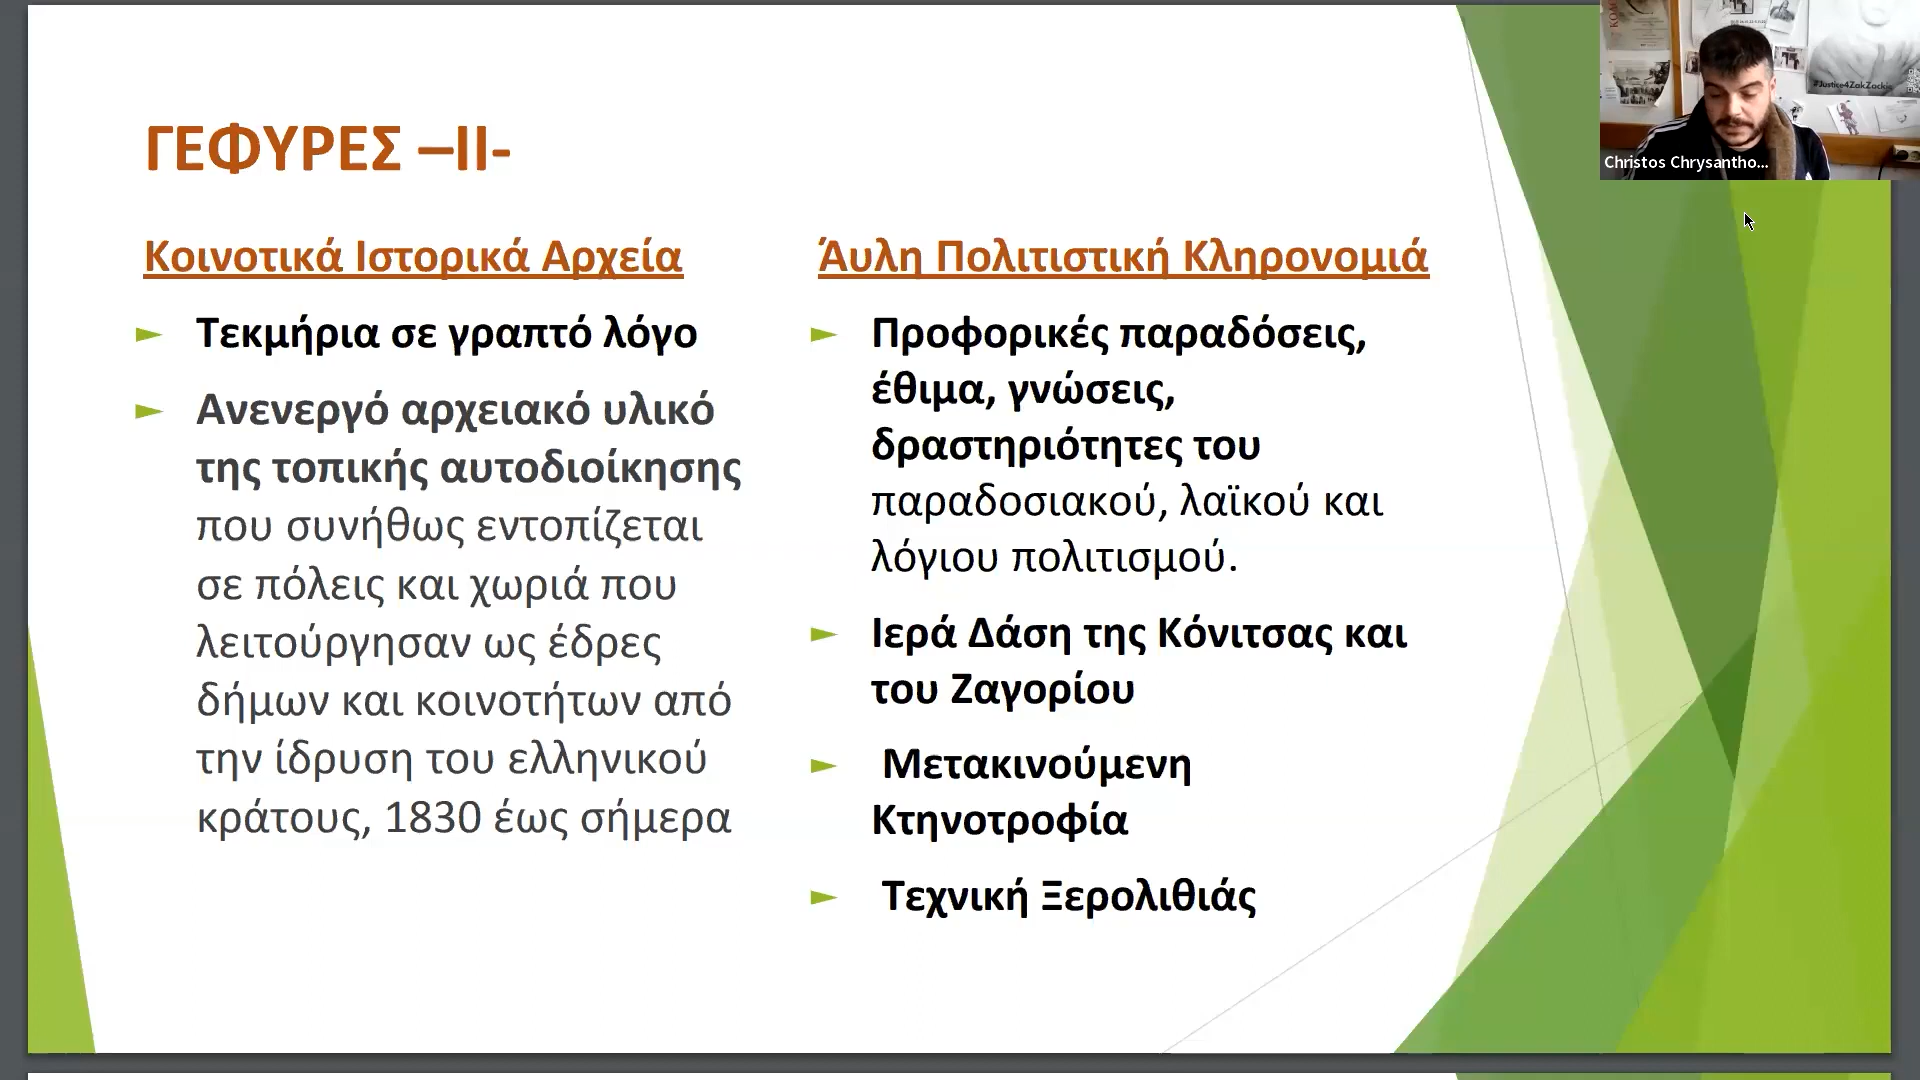 ΓΕΦΥΡΕΣ –ΙΙ-
Κοινοτικά Ιστορικά Αρχεία
Τεκμήρια σε γραπτό λόγο
Ανενεργό αρχειακό υλικό
της τοπικής αυτοδιοίκησης
που συνήθως εντοπίζεται
σε πόλεις και χωριά που
λειτούργησαν ως έδρες
δήμων και κοινοτήτων από
την ίδρυση του ελληνικού
κράτους, 1830 έως σήμερα
Άυλη Πολιτιστική Κληρονομιά
Προφορικές παραδόσεις,
έθιμα, γνώσεις,
δραστηριότητες του
παραδοσιακού, λαϊκού και
λόγιου πολιτισμού.
Ιερά Δάση της Κόνιτσας και
του Ζαγορίου
Μετακινούμενη
Κτηνοτροφία
Τεχνική Ξερολιθιάς
#Justice4ZakZackie
Christos Chrysantho...